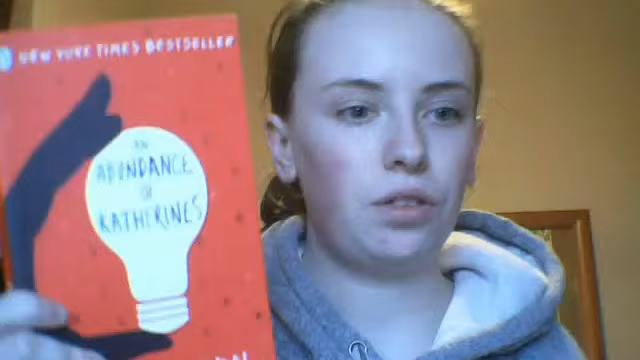 NEW YORK TIMES BESTSELLER
AN
ABUNDANCE
OF
KATHERINES